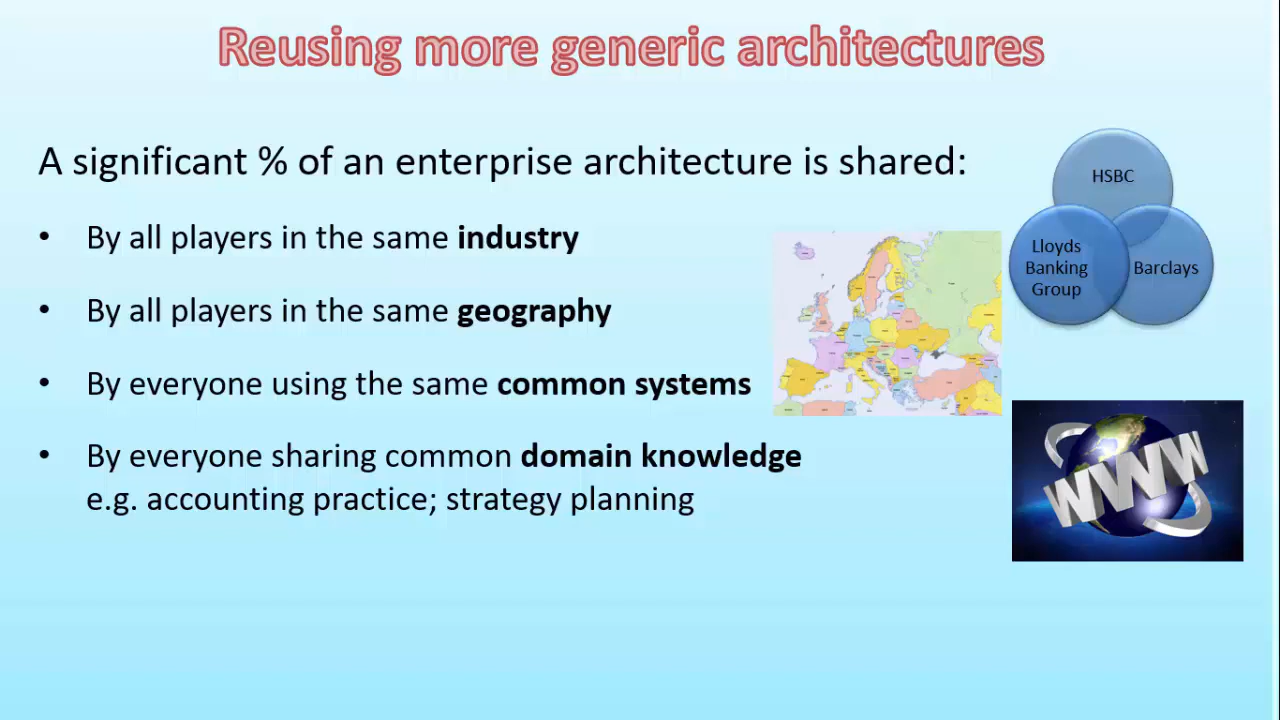 Reusing more generic architectures
A significant % of an enterprise architecture is shared:
• By all players in the same industry
• By all players in the same geography
• By everyone using the same common systems
• By everyone sharing common domain knowledge
e.g. accounting practice; strategy planning
HSBC
Lloyds
Banking
Group
Barclays
WWW